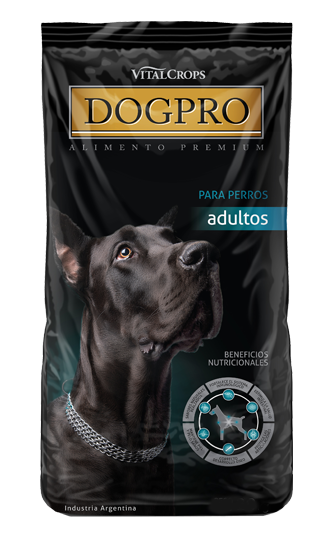 VITALCROPS
DOGPRO
ALIMENTO PREMIUM
PARA PERROS
adultos
BENEFICIOS
NUTRICIONALES
Industria Argentina